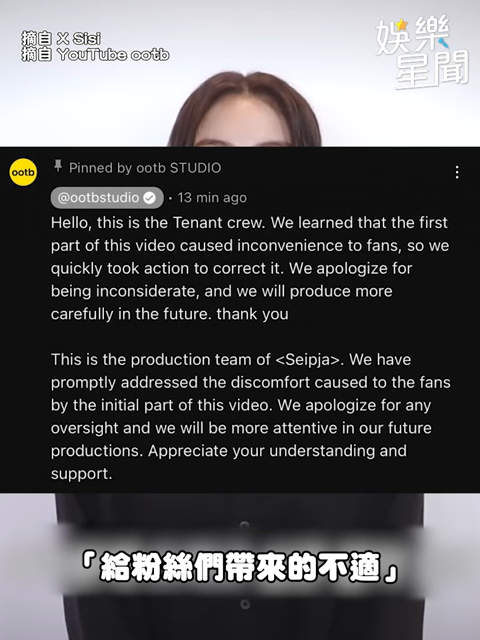 摘自 X Sisi
摘自 YouTube ootb
娛樂
星聞
ootb
Pinned by ootb STUDIO
@ootbstudio · 13 min ago
Hello, this is the Tenant crew. We learned that the first
part of this video caused inconvenience to fans, so we
quickly took action to correct it. We apologize for
being inconsiderate, and we will produce more
carefully in the future. thank you
This is the production team of <Seipja>. We have
promptly addressed the discomfort caused to the fans
by the initial part of this video. We apologize for any
oversight and we will be more attentive in our future
productions. Appreciate your understanding and
support.
「給粉絲們帶來的不適」